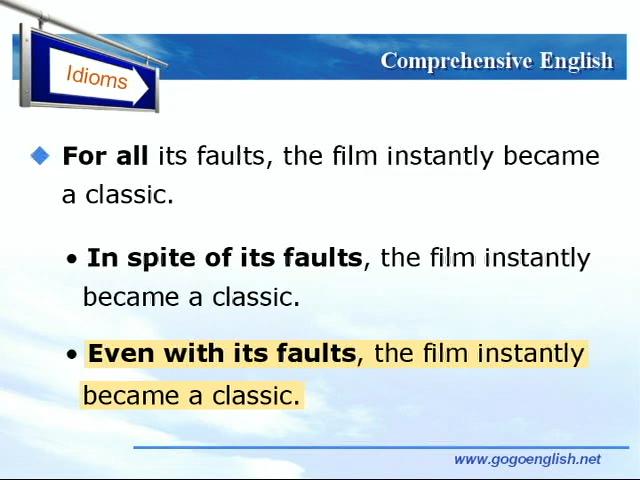 Idioms
Comprehensive English
For all its faults, the film instantly became
a classic.
• In spite of its faults, the film instantly
became a classic.
• Even with its faults, the film instantly
became a classic.
www.gogoenglish.net